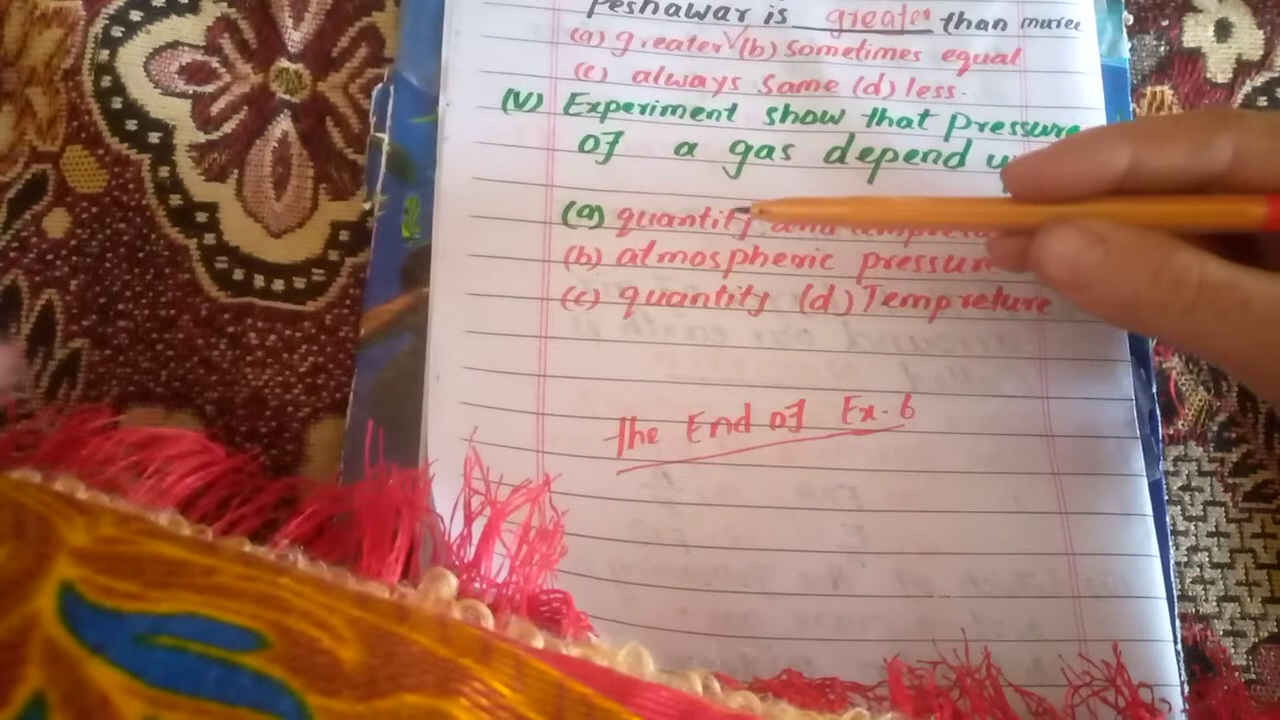 Peshawar is greater than muree
(a) greater ✓ (b) sometimes equal
(c) always same (d) less.
(V) Experiment show that pressure
of a gas depend
(a) quantity and
(b) atmospheric pressure
(c) quantity (d) Tempreture
The End of Ex-6